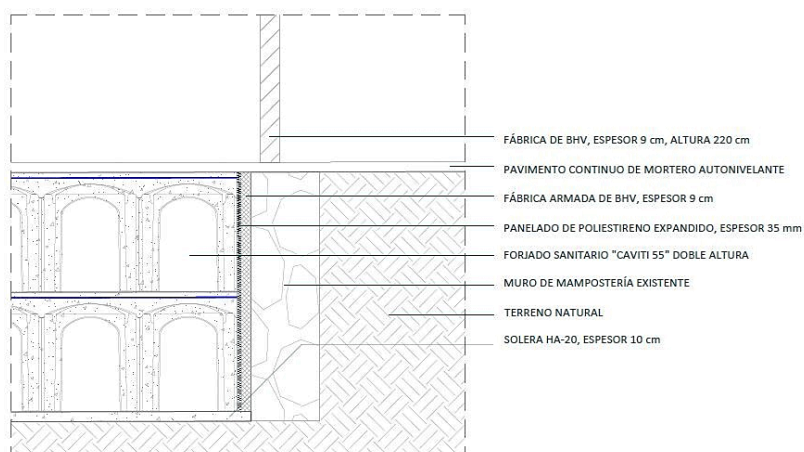 FÁBRICA DE BHV, ESPESOR 9 cm, ALTURA 220 cm
PAVIMENTO CONTINUO DE MORTERO AUTONIVELANTE
FÁBRICA ARMADA DE BHV, ESPESOR 9 cm
PANELADO DE POLIESTIRENO EXPANDIDO, ESPESOR 35 mm
FORJADO SANITARIO "CAVITI 55" DOBLE ALTURA
MURO DE MAMPOSTERÍA EXISTENTE
TERRENO NATURAL
SOLERA HA-20, ESPESOR 10 cm